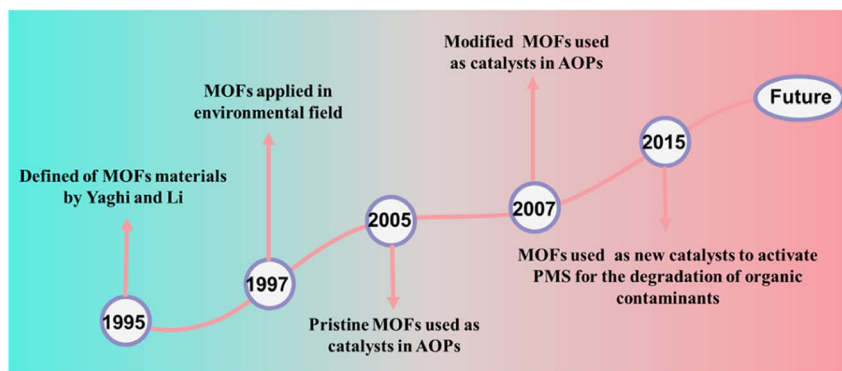 Defined of MOFs materials
by Yaghi and Li
1995
MOFs applied in
environmental field
1997
2005
Pristine MOFs used as
catalysts in AOPs
Modified MOFs used
as catalysts in AOPs
2007
2015
MOFs used as new catalysts to activate
PMS for the degradation of organic
contaminants
Future